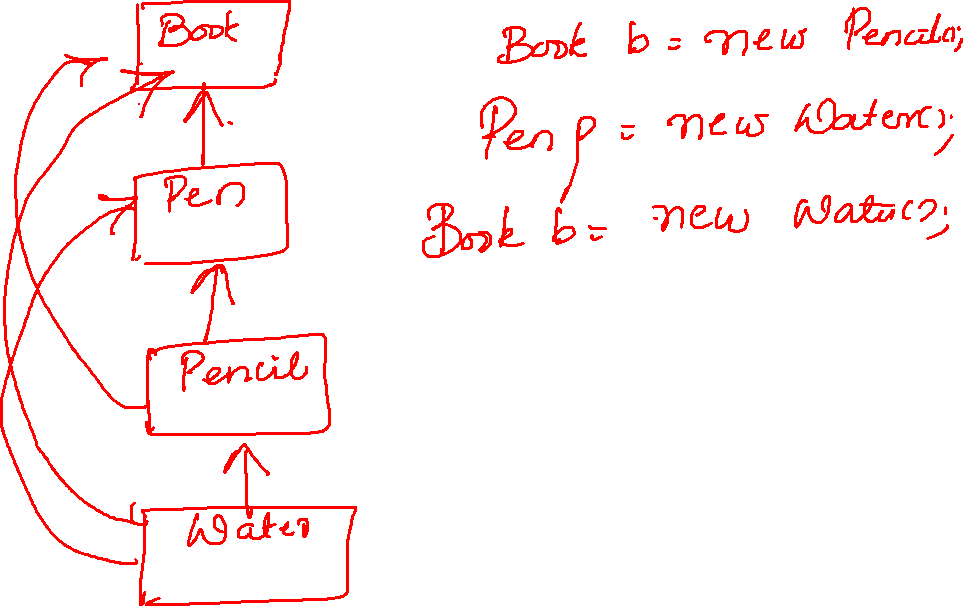 Book
Pen
Pencil
Water
Book b = new Pencil();
Pen p = new Water();
Book b = new Water();